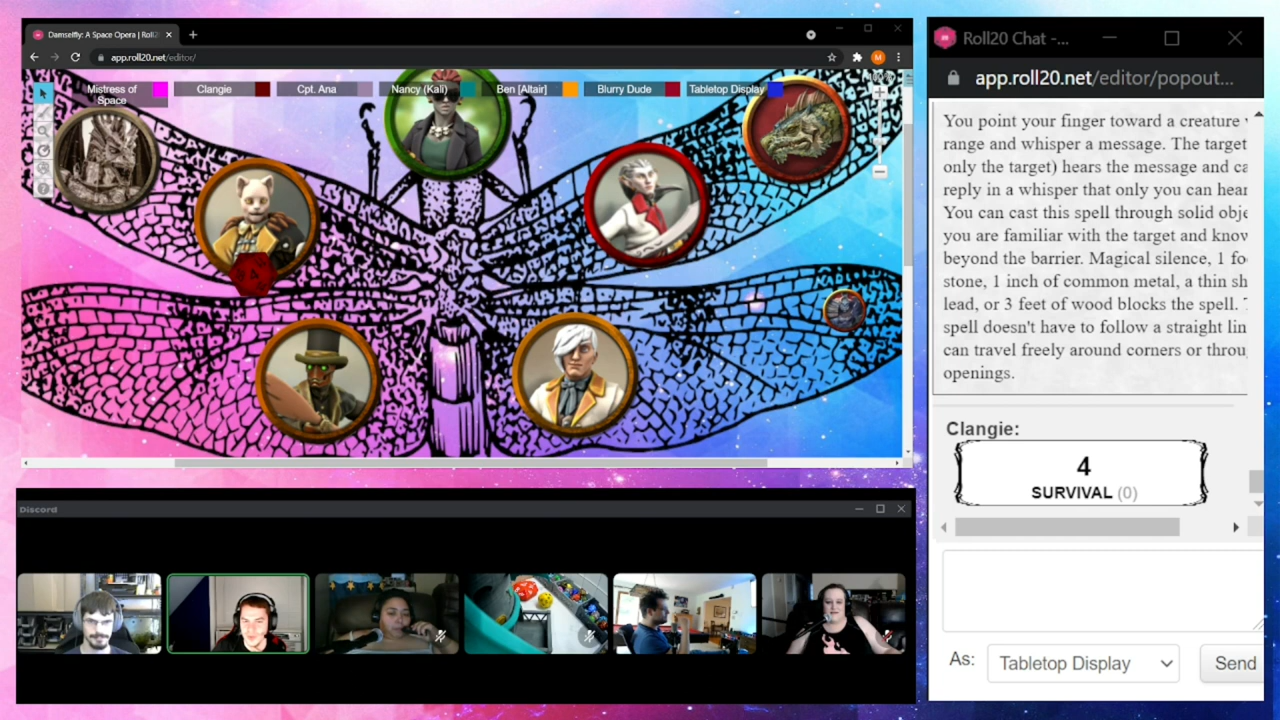 Damselfly: A Space Opera | Roll20
app.roll20.net/editor/
Mistress of
Space
Clangie
Cpt. Ana
Nancy (Kali)
Ben [Altair]
Blurry Dude
Tabletop Display
Discord
Roll20 Chat -...
app.roll20.net/editor/popout...
You point your finger toward a creature
range and whisper a message. The target
only the target) hears the message and ca
reply in a whisper that only you can hear
You can cast this spell through solid obje
you are familiar with the target and know
beyond the barrier. Magical silence, 1 fo
stone, 1 inch of common metal, a thin sh
lead, or 3 feet of wood blocks the spell.
spell doesn't have to follow a straight lin
can travel freely around corners or throu
openings.
Clangie:
4
SURVIVAL (0)
As:
Tabletop Display
Send